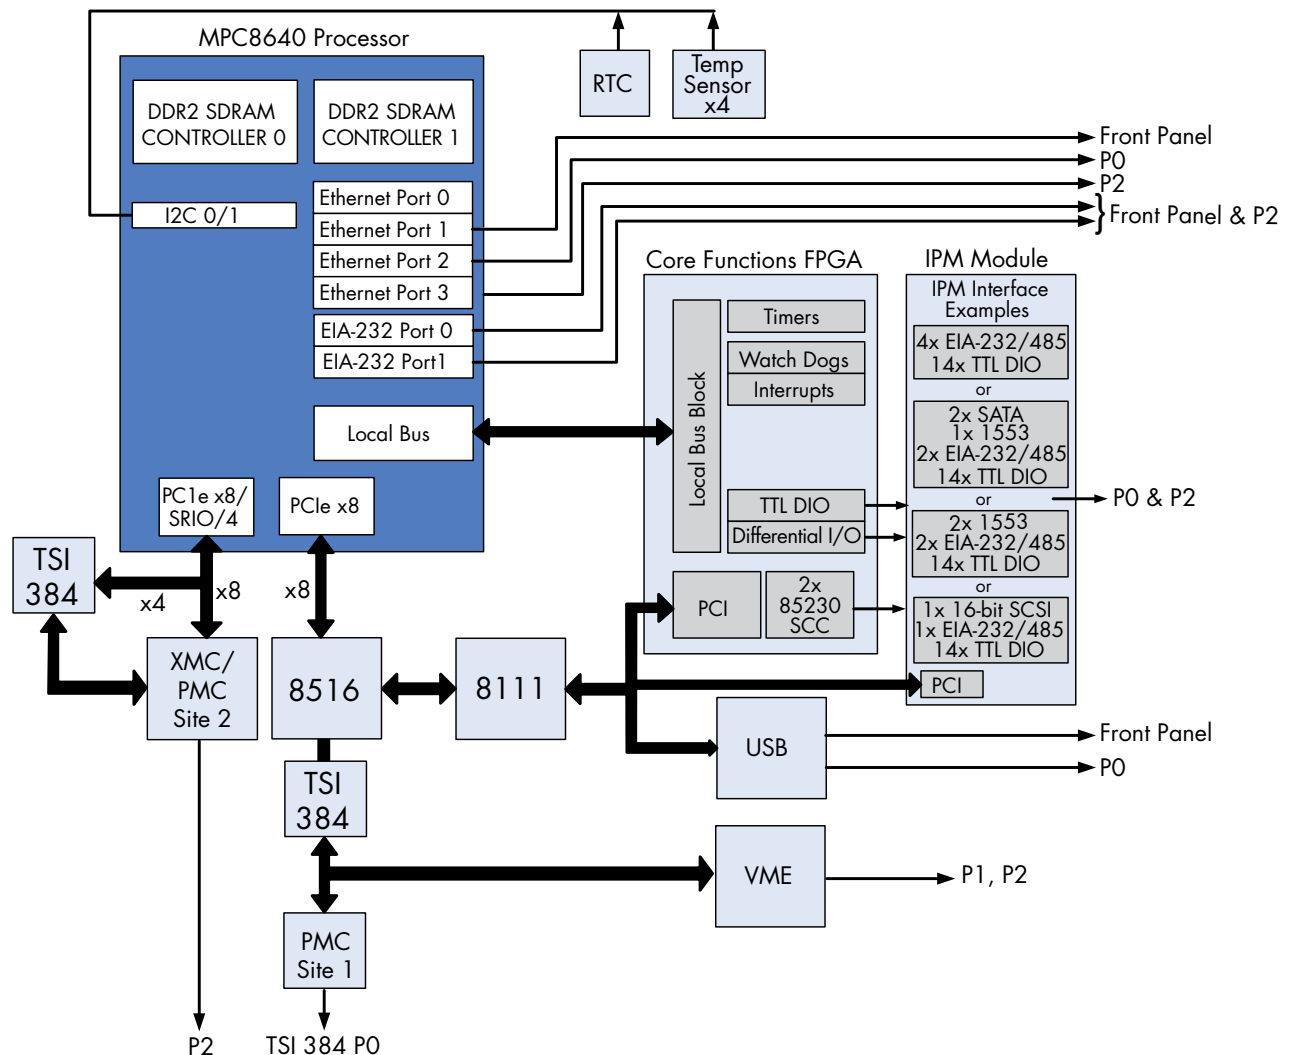 MPC8640 Processor
DDR2 SDRAM
CONTROLLER 0
DDR2 SDRAM
CONTROLLER 1
I2C 0/1
Ethernet Port 0
Ethernet Port 1
Ethernet Port 2
Ethernet Port 3
EIA-232 Port 0
EIA-232 Port1
Local Bus
PC1e x8/
SRIO/4
PCIe x8
RTC
Temp
Sensor
x4
Front Panel
P0
P2
Front Panel & P2
Core Functions FPGA
Local Bus Block
Timers
Watch Dogs
Interrupts
TTL DIO
Differential I/O
PCI
2x
85230
SCC
IPM Module
IPM Interface
Examples
4x EIA-232/485
14x TTL DIO
or
2x SATA
1x 1553
2x EIA-232/485
14x TTL DIO
or
2x 1553
2x EIA-232/485
14x TTL DIO
or
1x 16-bit SCSI
1x EIA-232/485
14x TTL DIO
PCI
P0 & P2
TSI
384
x4
x8
x8
XMC/
PMC
Site 2
8516
8111
USB
Front Panel
P0
TSI
384
VME
P1, P2
PMC
Site 1
P2
TSI 384 P0